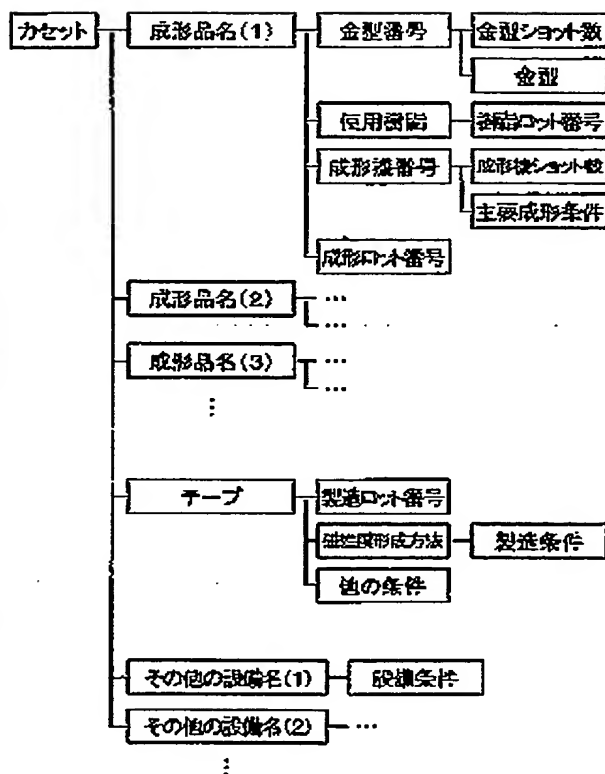 カセット 成形品名(1) 金型番号 金型ショット数
金型
使用樹脂 樹脂ロット番号
成形機番号 成形機ショット数
主要成形条件
成形ロット番号
成形品名(2) …
…
成形品名(3) …
…
⋮
テープ 製造ロット番号
磁性膜形成方法 製造条件
他の条件
その他の設備名(1) 設備条件
その他の設備名(2) …
⋮